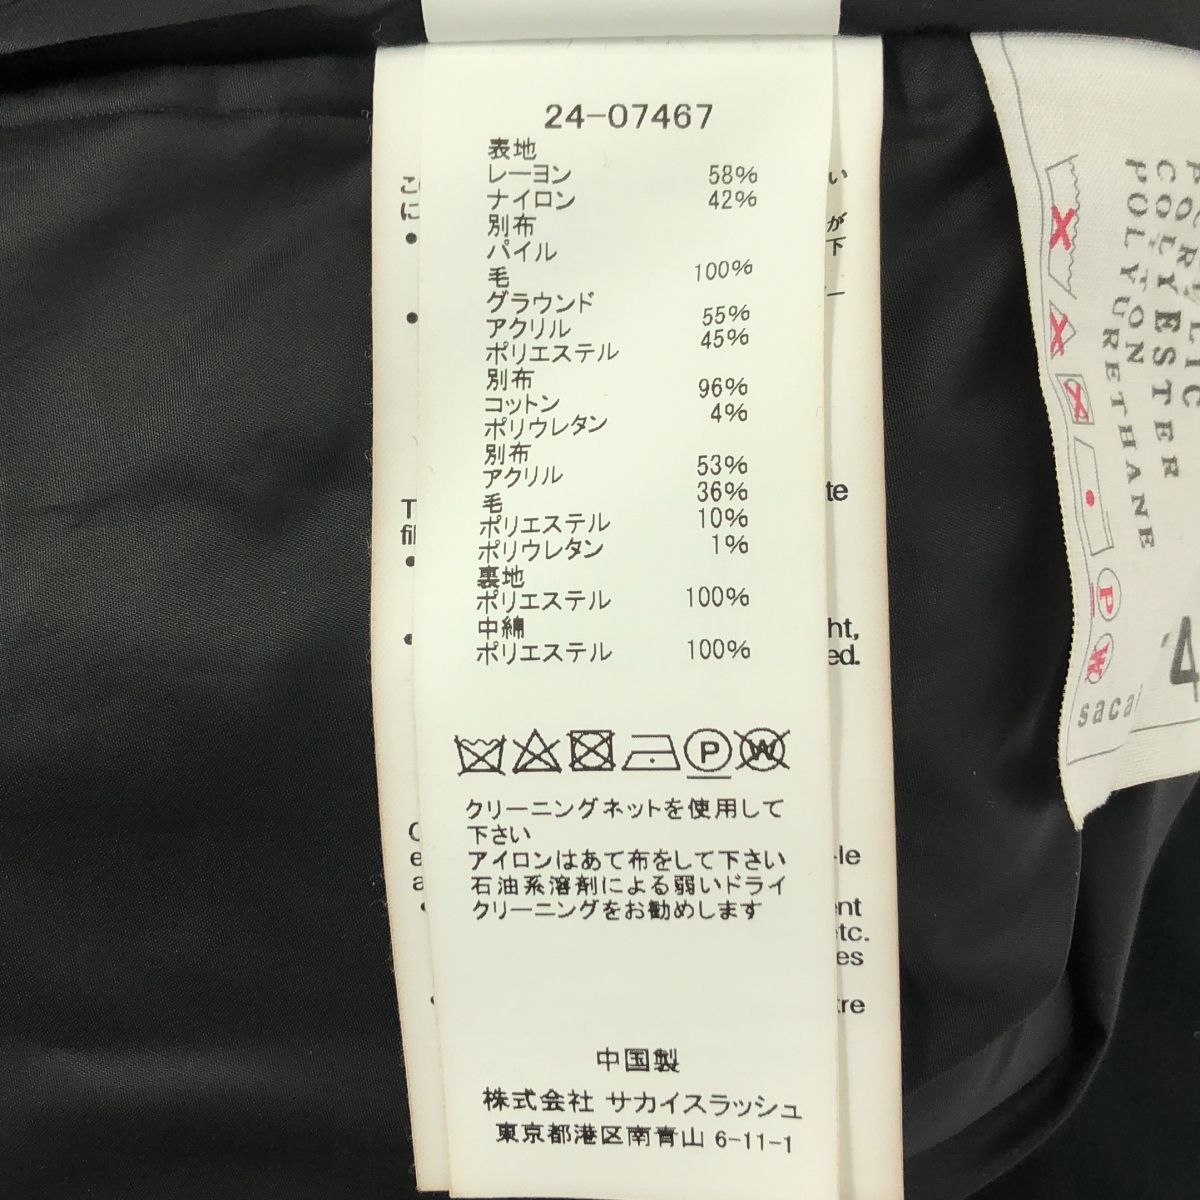 24-07467
表地
レーヨン 58%
ナイロン 42%
別布
パイル
毛 100%
グラウンド
アクリル 55%
ポリエステル 45%
別布
コットン 96%
ポリウレタン 4%
別布
アクリル 53%
毛 36%
ポリエステル 10%
ポリウレタン 1%
裏地
ポリエステル 100%
中綿
ポリエステル 100%
P W
クリーニングネットを使用して
下さい
アイロンはあて布をして下さい
石油系溶剤による弱いドライ
クリーニングをお勧めします
中国製
株式会社 サカイスラッシュ
東京都港区南青山 6-11-1
い
が
下
ht,
ed.
etc.
COLYESTER
POLYURETHANE
P
W
sacai
4